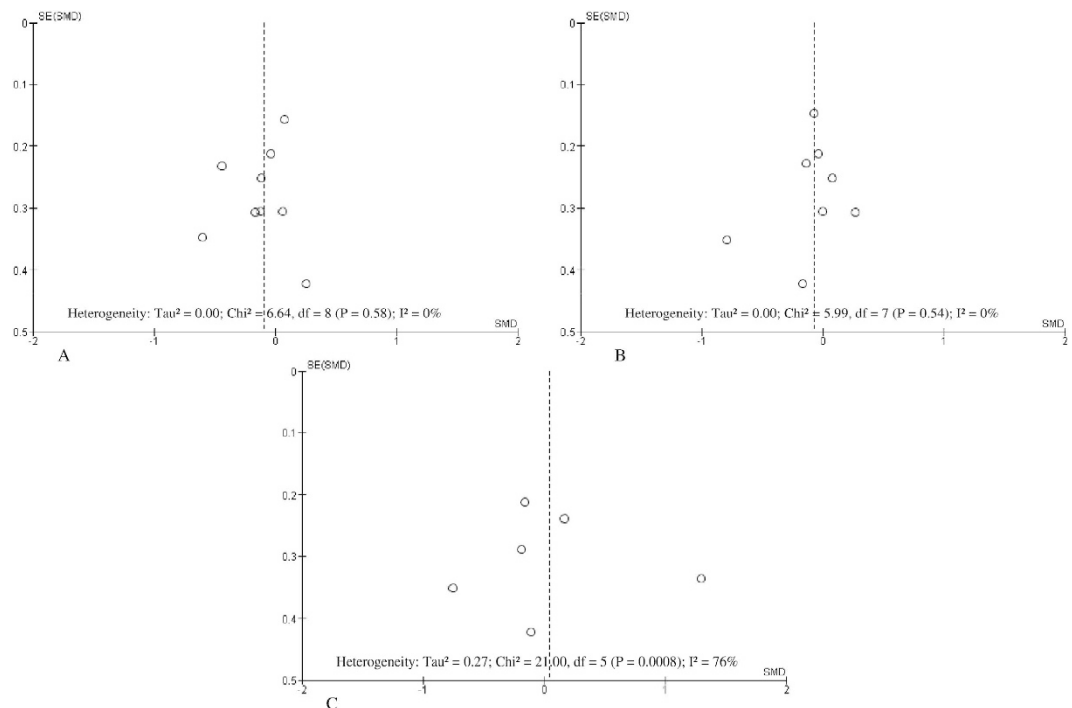 SE(SMD)
0
0.1
0.2
0.3
0.4
0.5
Heterogeneity: Tau² = 0.00; Chi² = 6.64, df = 8 (P = 0.58); I² = 0%
SMD
-2
-1
0
1
2
A
SE(SMD)
0
0.1
0.2
0.3
0.4
0.5
Heterogeneity: Tau² = 0.00; Chi² = 5.99, df = 7 (P = 0.54); I² = 0%
SMD
-2
-1
0
1
2
B
SE(SMD)
0
0.1
0.2
0.3
0.4
0.5
Heterogeneity: Tau² = 0.27; Chi² = 21.00, df = 5 (P = 0.0008); I² = 76%
SMD
-2
-1
0
1
2
C